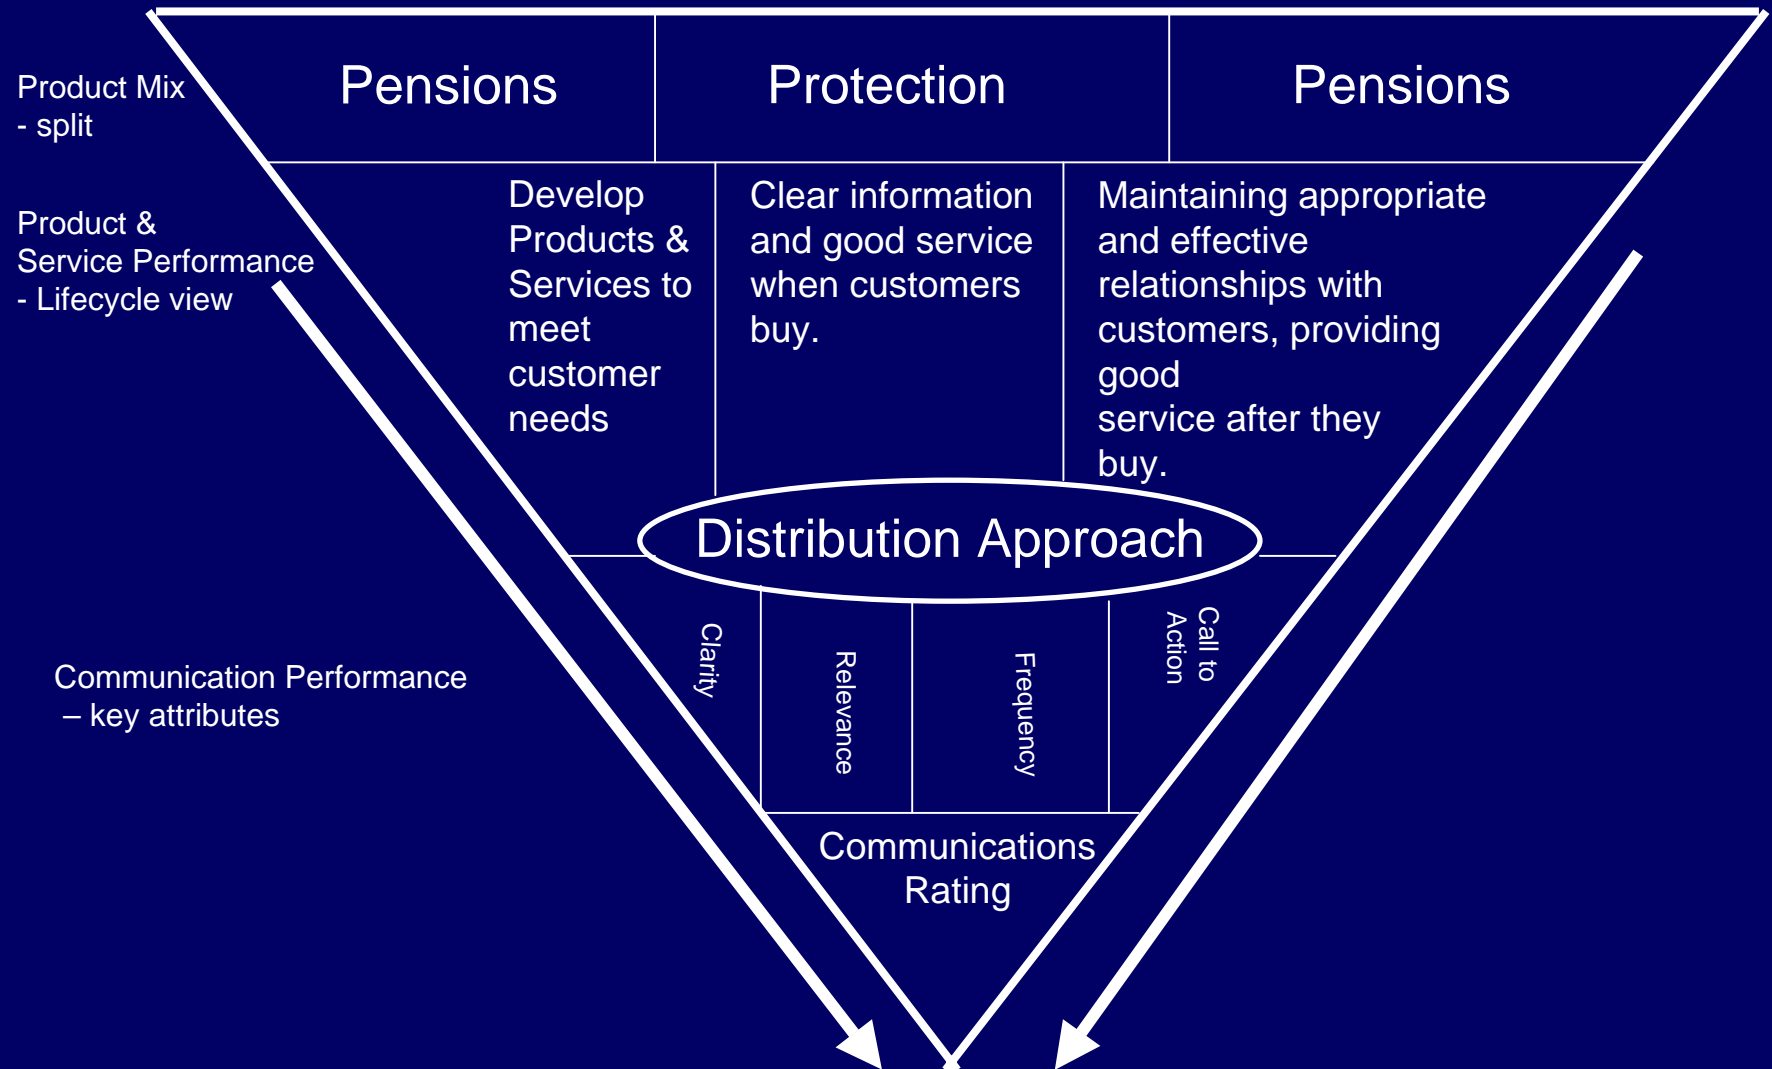 Product Mix
- split
Pensions
Protection
Pensions
Product &
Service Performance
- Lifecycle view
Develop
Products &
Services to
meet
customer
needs
Clear information
and good service
when customers
buy.
Maintaining appropriate
and effective
relationships with
customers, providing
good
service after they
buy.
Distribution Approach
Communication Performance
– key attributes
Clarity
Relevance
Frequency
Call to
Action
Communications
Rating